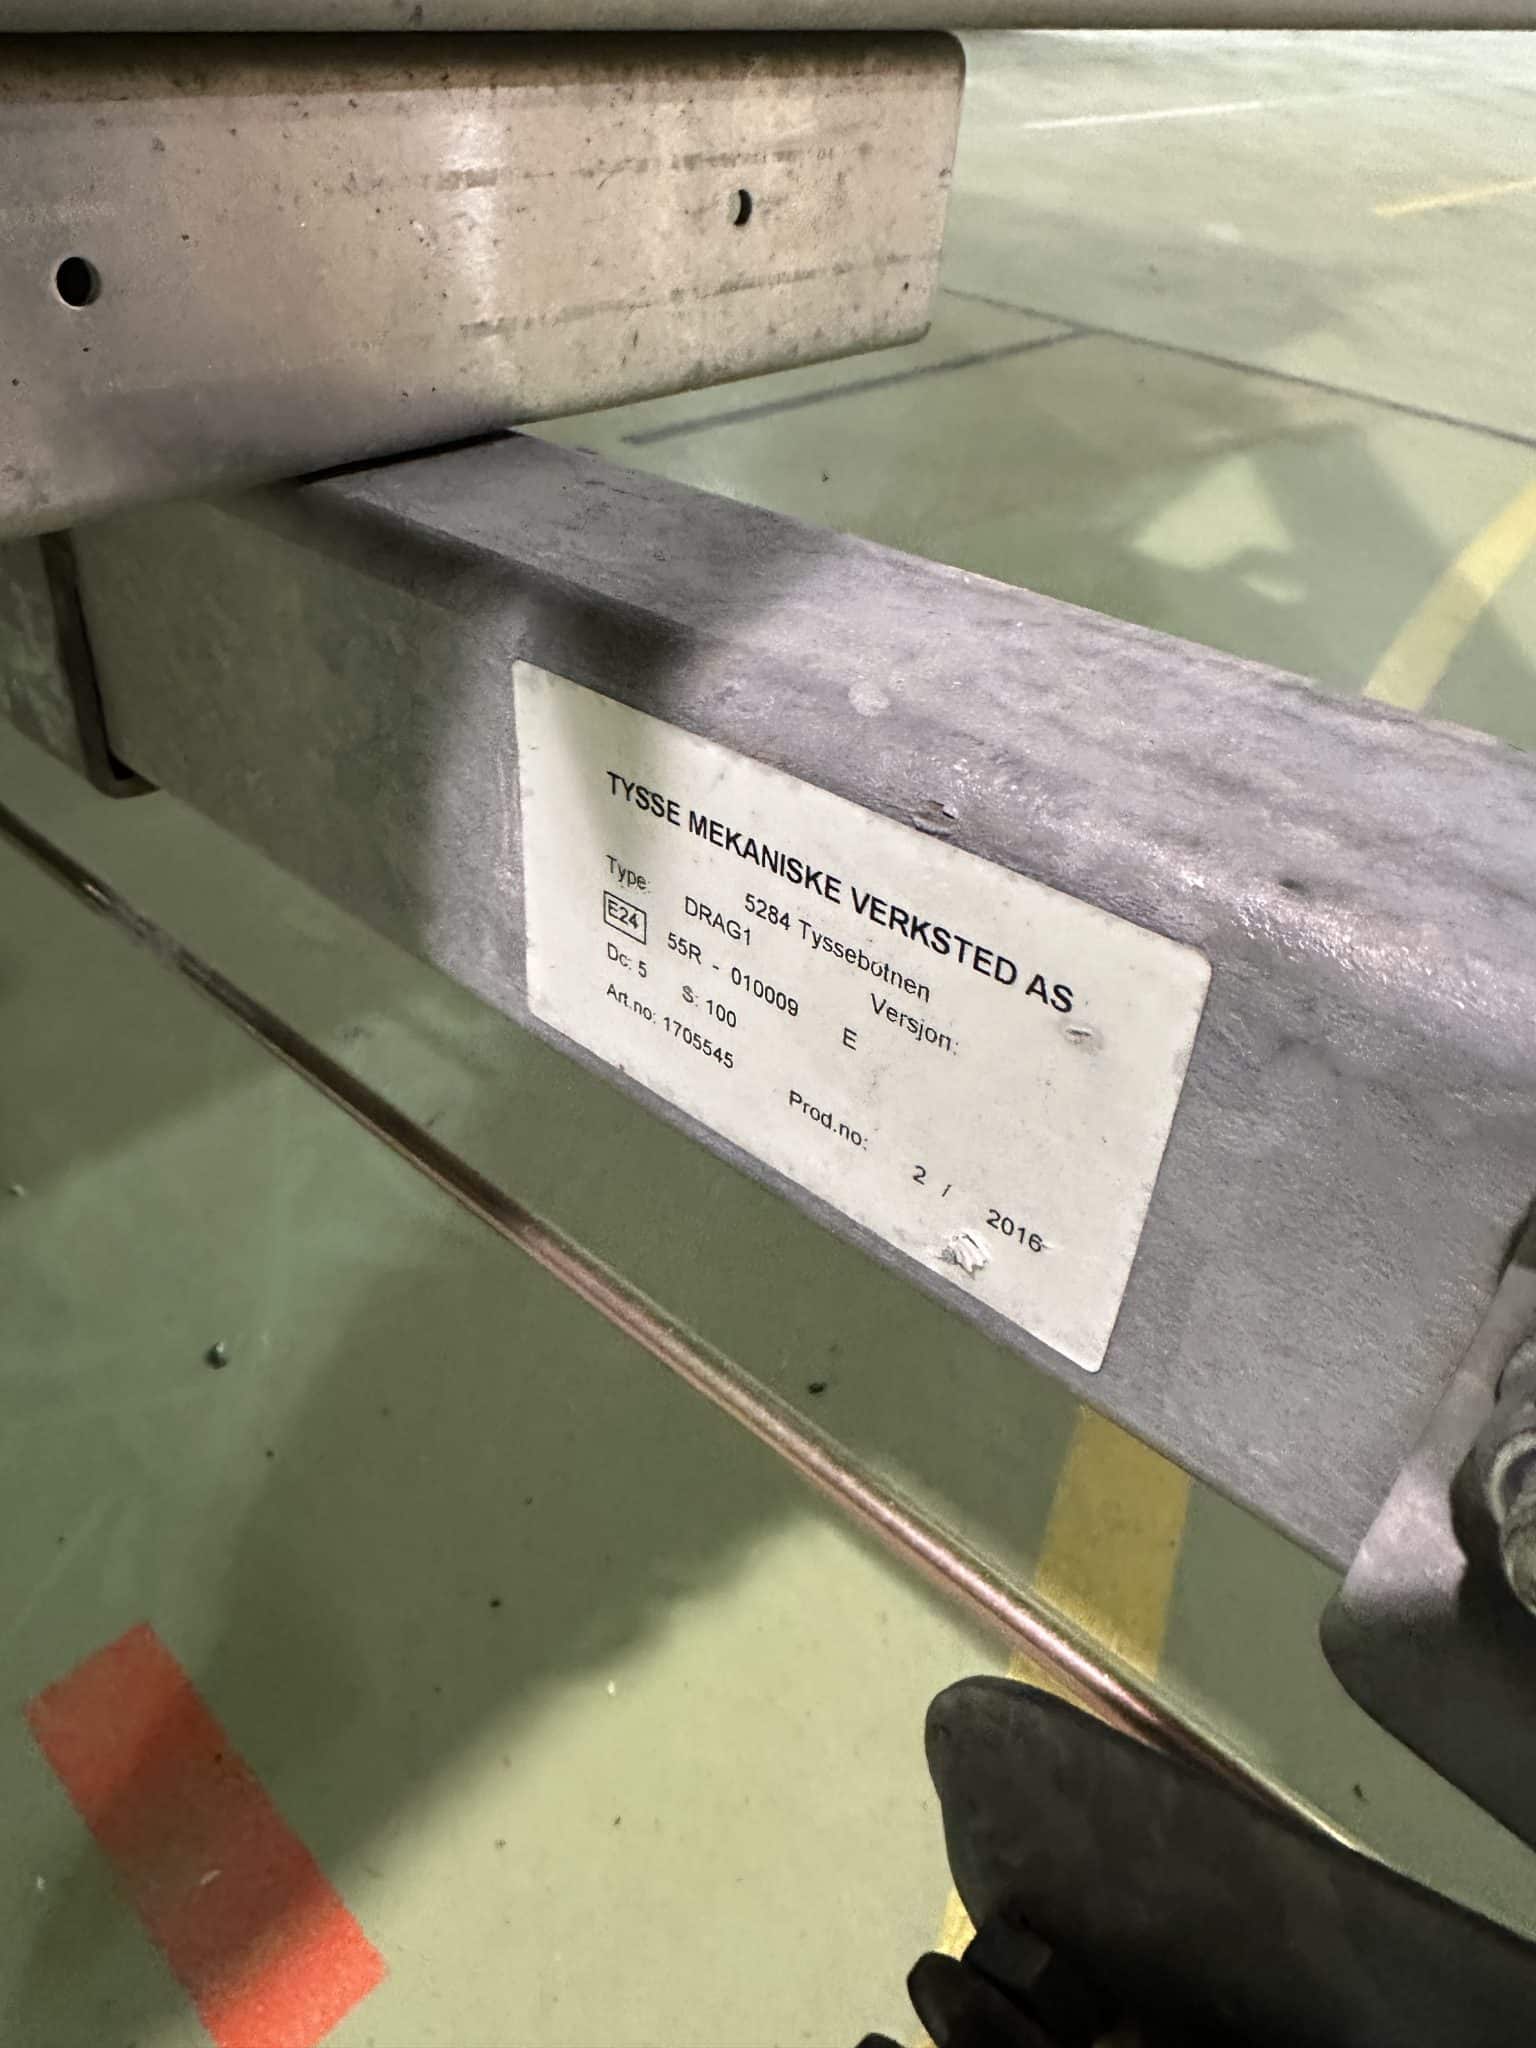 TYSSE MEKANISKE VERKSTED AS
5284 Tyssebotnen
Type: DRAG1 Versjon:
E24 55R - 010009 E
Dc: 5 S: 100
Art.no: 1705545 Prod.no: 2 / 2016